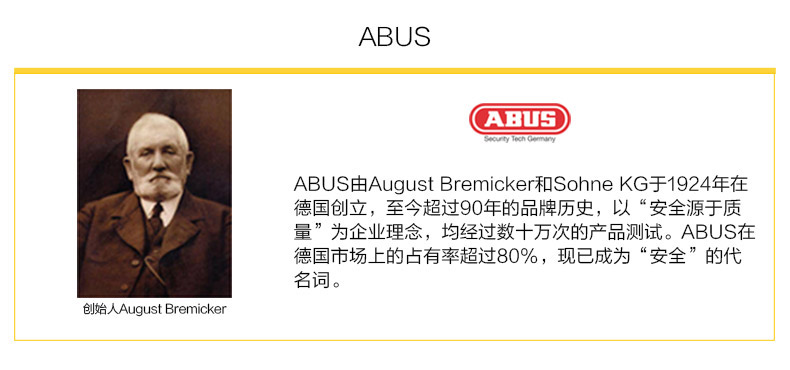 ABUS
ABUS
Security Tech Germany
ABUS由August Bremicker和Sohne KG于1924年在
德国创立，至今超过90年的品牌历史，以“安全源于质
量”为企业理念，均经过数十万次的产品测试。ABUS在
德国市场上的占有率超过80%，现已成为“安全”的代
名词。
创始人August Bremicker